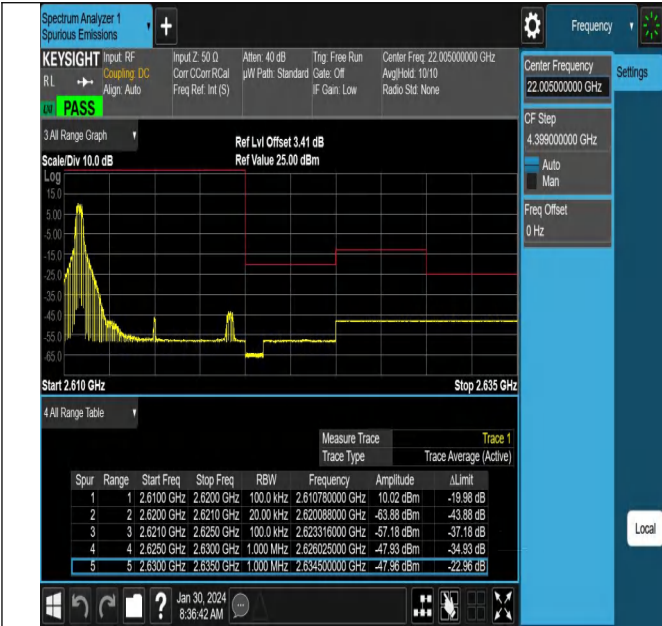 Spectrum Analyzer 1
Spurious Emissions
Frequency
KEYSIGHT Input: RF Input Z: 50 Ω Atten: 40 dB Trig: Free Run Center Freq: 22.005000000 GHz
RL Coupling: DC Corr CCorr RCal µW Path: Standard Gate: Off Avg|Hold: 10/10
Align: Auto Freq Ref: Int (S) IF Gain: Low Radio Std: None
PASS
Center Frequency
22.005000000 GHz
Settings
CF Step
4.399000000 GHz
Auto
Man
Freq Offset
0 Hz
3 All Range Graph
Ref Lvl Offset 3.41 dB
Scale/Div 10.0 dB Ref Value 25.00 dBm
Log
15.0
5.00
-5.00
-15.0
-25.0
-35.0
-45.0
-55.0
-65.0
Start 2.610 GHz Stop 2.635 GHz
4 All Range Table
Measure Trace Trace 1
Trace Type Trace Average (Active)
Spur Range Start Freq Stop Freq RBW Frequency Amplitude ΔLimit
1 1 2.6100 GHz 2.6200 GHz 100.0 kHz 2.610780000 GHz 10.02 dBm -19.98 dB
2 2 2.6200 GHz 2.6210 GHz 20.00 kHz 2.620088000 GHz -63.88 dBm -43.88 dB
3 3 2.6210 GHz 2.6250 GHz 100.0 kHz 2.623316000 GHz -57.18 dBm -37.18 dB
4 4 2.6250 GHz 2.6300 GHz 1.000 MHz 2.626025000 GHz -47.93 dBm -34.93 dB
5 5 2.6300 GHz 2.6350 GHz 1.000 MHz 2.634500000 GHz -47.96 dBm -22.96 dB
Local
Jan 30, 2024
8:36:42 AM